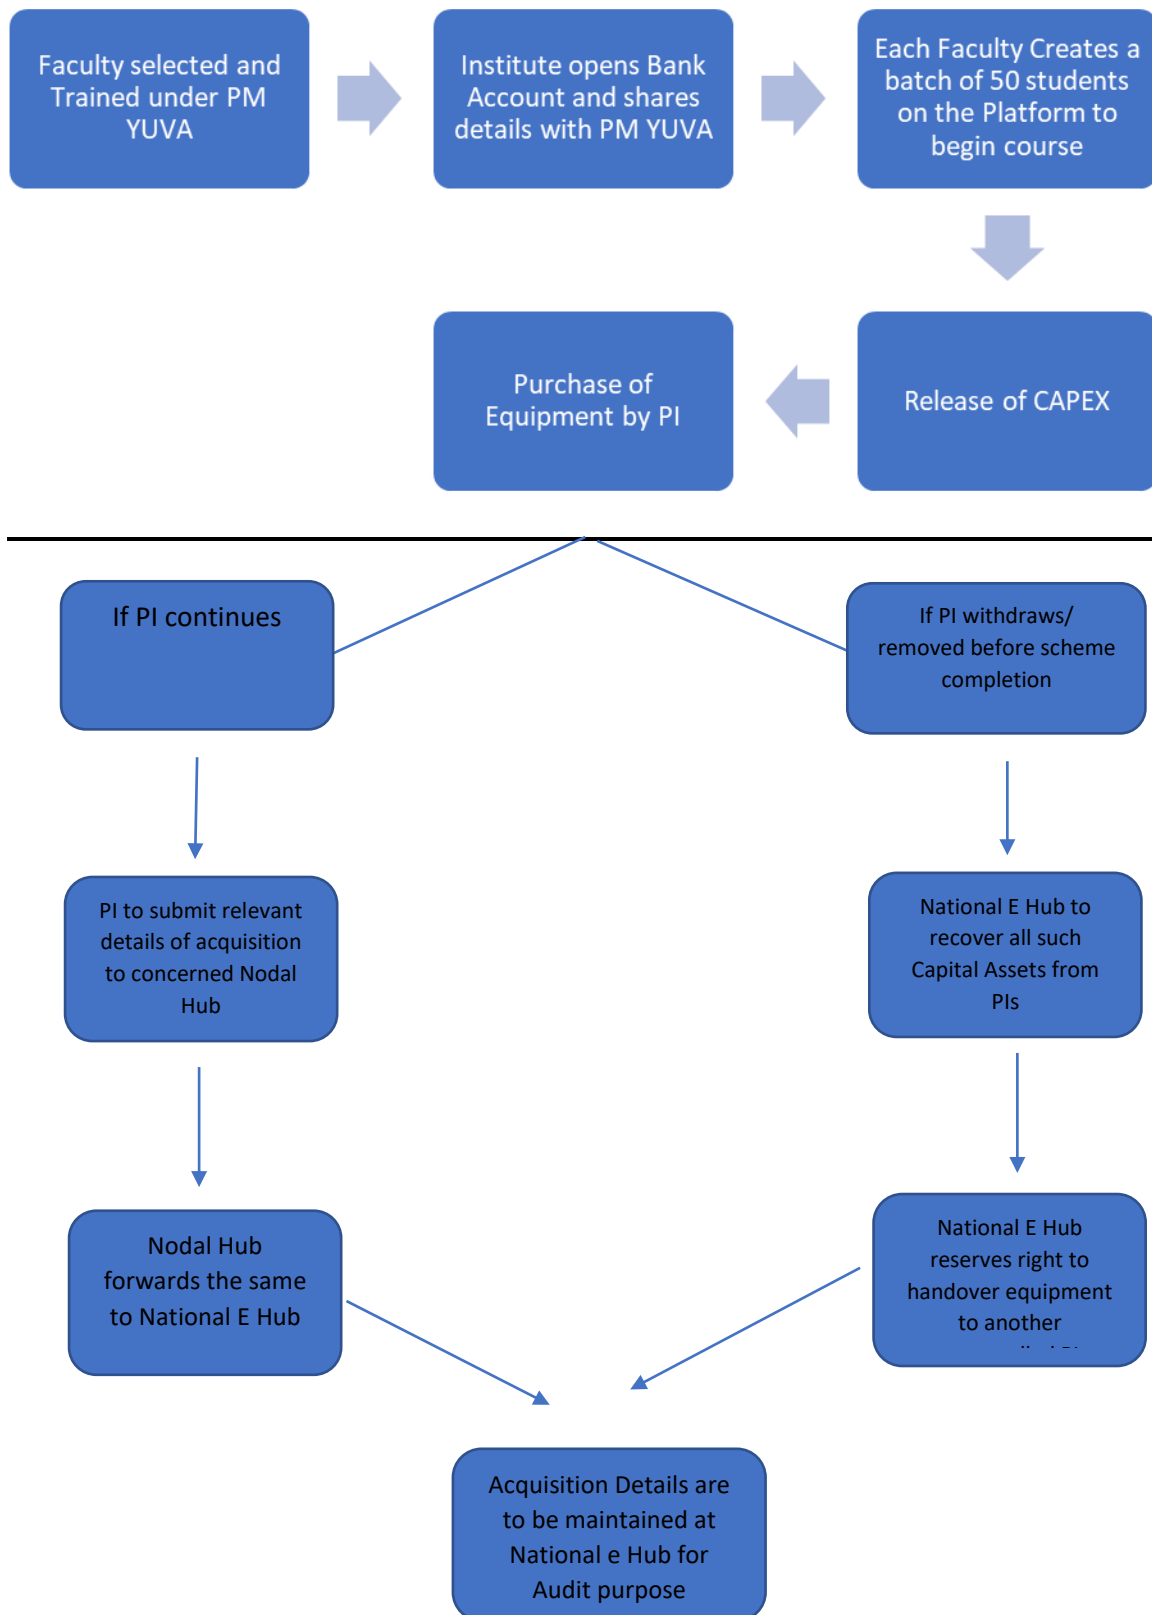 Faculty selected and
Trained under PM
YUVA
Institute opens Bank
Account and shares
details with PM YUVA
Each Faculty Creates a
batch of 50 students
on the Platform to
begin course
Release of CAPEX
Purchase of
Equipment by PI
If PI continues
If PI withdraws/
removed before scheme
completion
PI to submit relevant
details of acquisition
to concerned Nodal
Hub
National E Hub to
recover all such
Capital Assets from
PIs
Nodal Hub
forwards the same
to National E Hub
National E Hub
reserves right to
handover equipment
to another
Acquisition Details are
to be maintained at
National e Hub for
Audit purpose